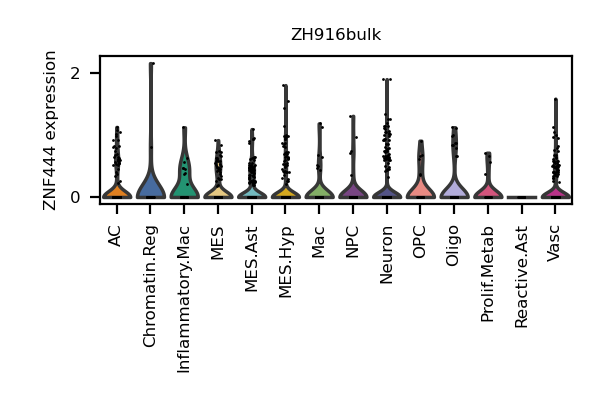 ZH916bulk
ZNF444 expression
2
0
AC
Chromatin.Reg
Inflammatory.Mac
MES
MES.Ast
MES.Hyp
Mac
NPC
Neuron
OPC
Oligo
Prolif.Metab
Reactive.Ast
Vasc